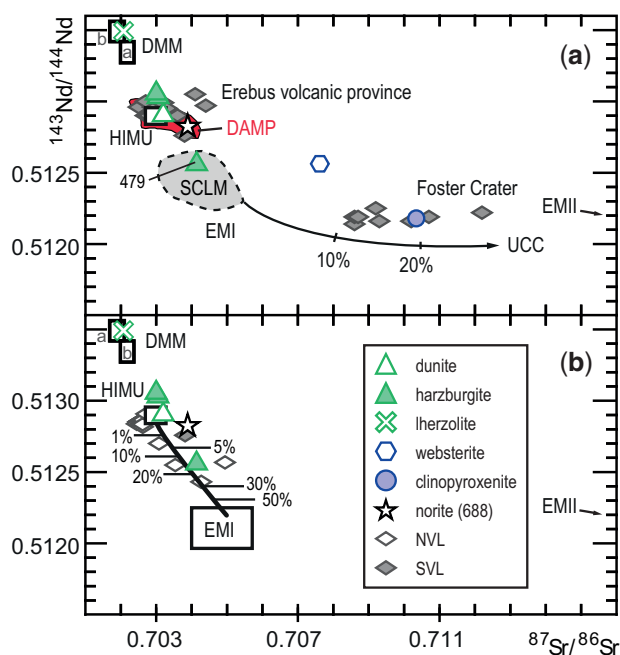 b
DMM
a
(a)
143Nd/144Nd
Erebus volcanic province
HIMU
DAMP
0.5125
479
SCLM
Foster Crater
EMI
EMII
UCC
0.5120
10%
20%
a
DMM
b
(b)
HIMU
0.5130
1%
5%
10%
20%
30%
50%
0.5125
EMI
EMII
0.5120
dunite
harzburgite
lherzolite
websterite
clinopyroxenite
norite (688)
NVL
SVL
0.703
0.707
0.711
87Sr/86Sr